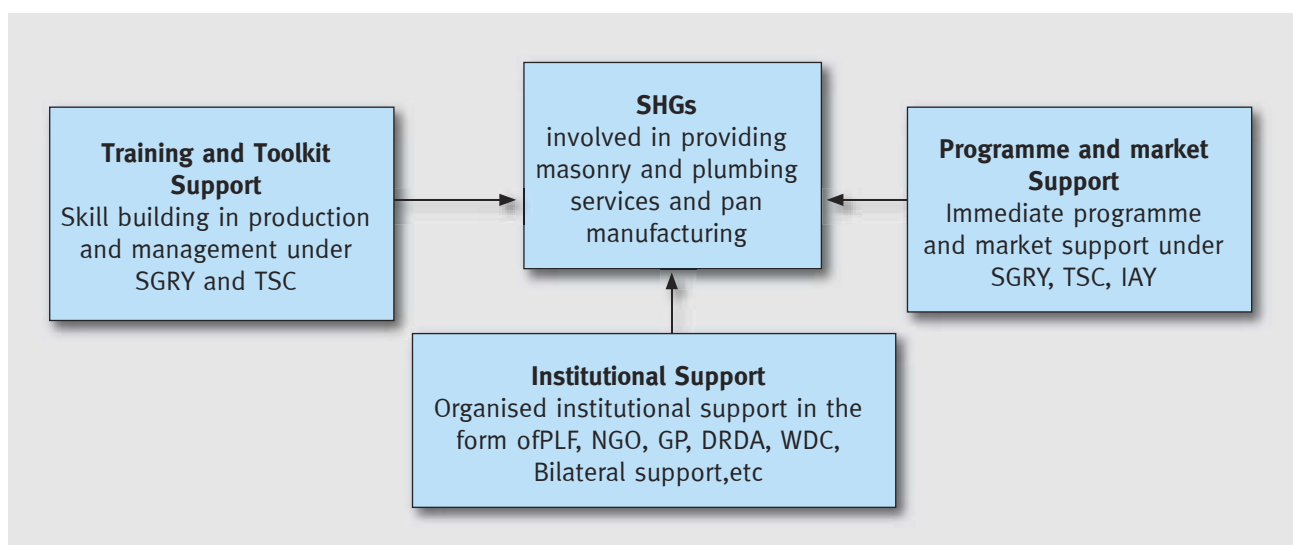 Training and Toolkit
Support
Skill building in production
and management under
SGRY and TSC
SHGs
involved in providing
masonry and plumbing
services and pan
manufacturing
Programme and market
Support
Immediate programme
and market support under
SGRY, TSC, IAY
Institutional Support
Organised institutional support in the
form ofPLF, NGO, GP, DRDA, WDC,
Bilateral support,etc